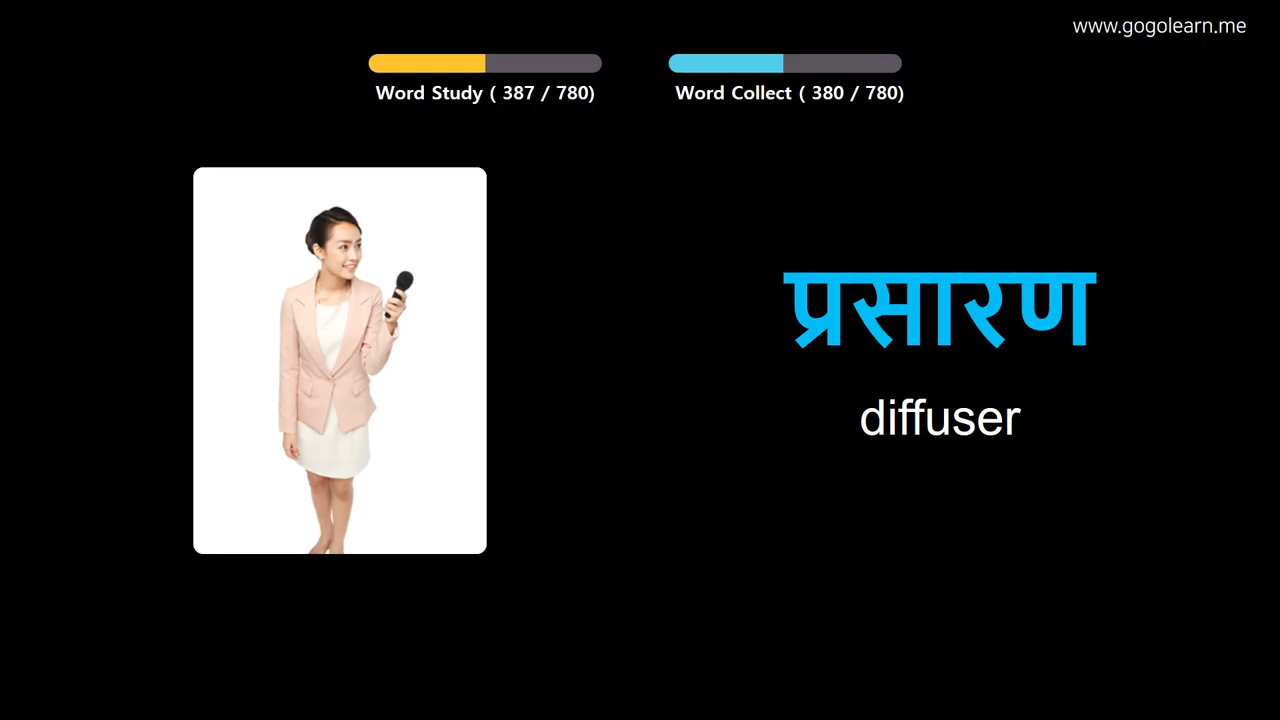 www.gogolearn.me
Word Study ( 387 / 780)
Word Collect ( 380 / 780)
प्रसारण
diffuser